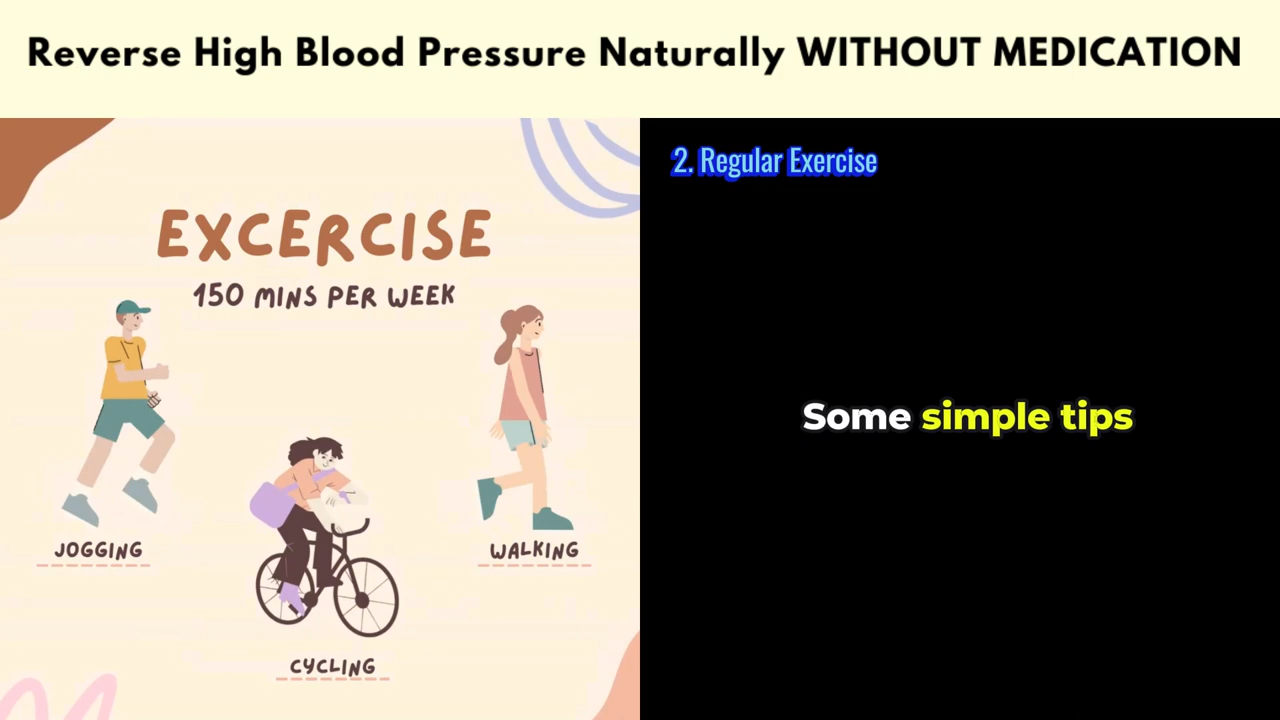 Reverse High Blood Pressure Naturally WITHOUT MEDICATION
EXCERCISE
150 MINS PER WEEK
JOGGING
WALKING
CYCLING
2. Regular Exercise
Some simple tips